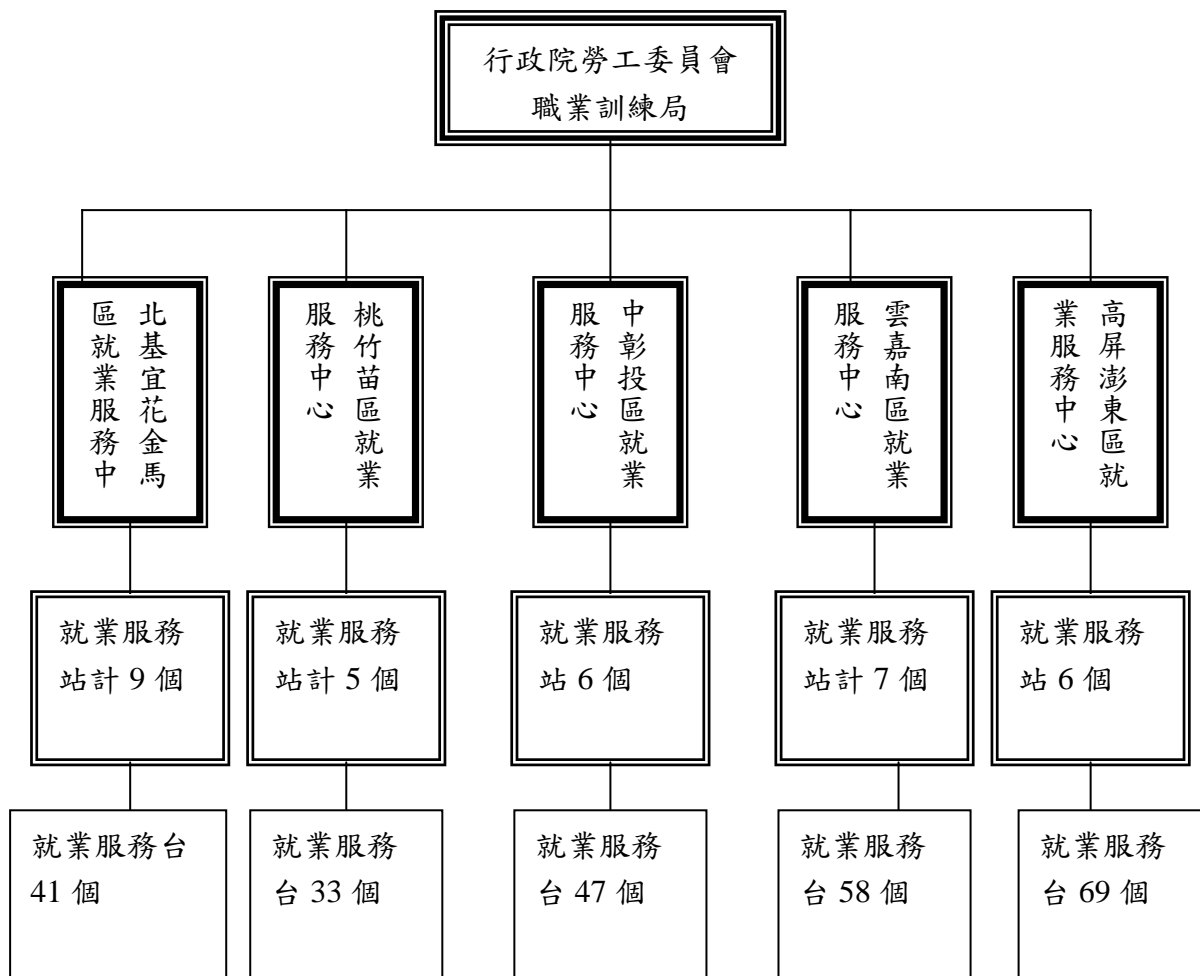 行政院勞工委員會
職業訓練局
北基宜花金馬
區就業服務中
桃竹苗區就業
服務中心
中彰投區就業
服務中心
雲嘉南區就業
服務中心
高屏澎東區就
業服務中心
就業服務
站計 9 個
就業服務
站計 5 個
就業服務
站 6 個
就業服務
站計 7 個
就業服務
站 6 個
就業服務台
41 個
就業服務
台 33 個
就業服務
台 47 個
就業服務
台 58 個
就業服務
台 69 個